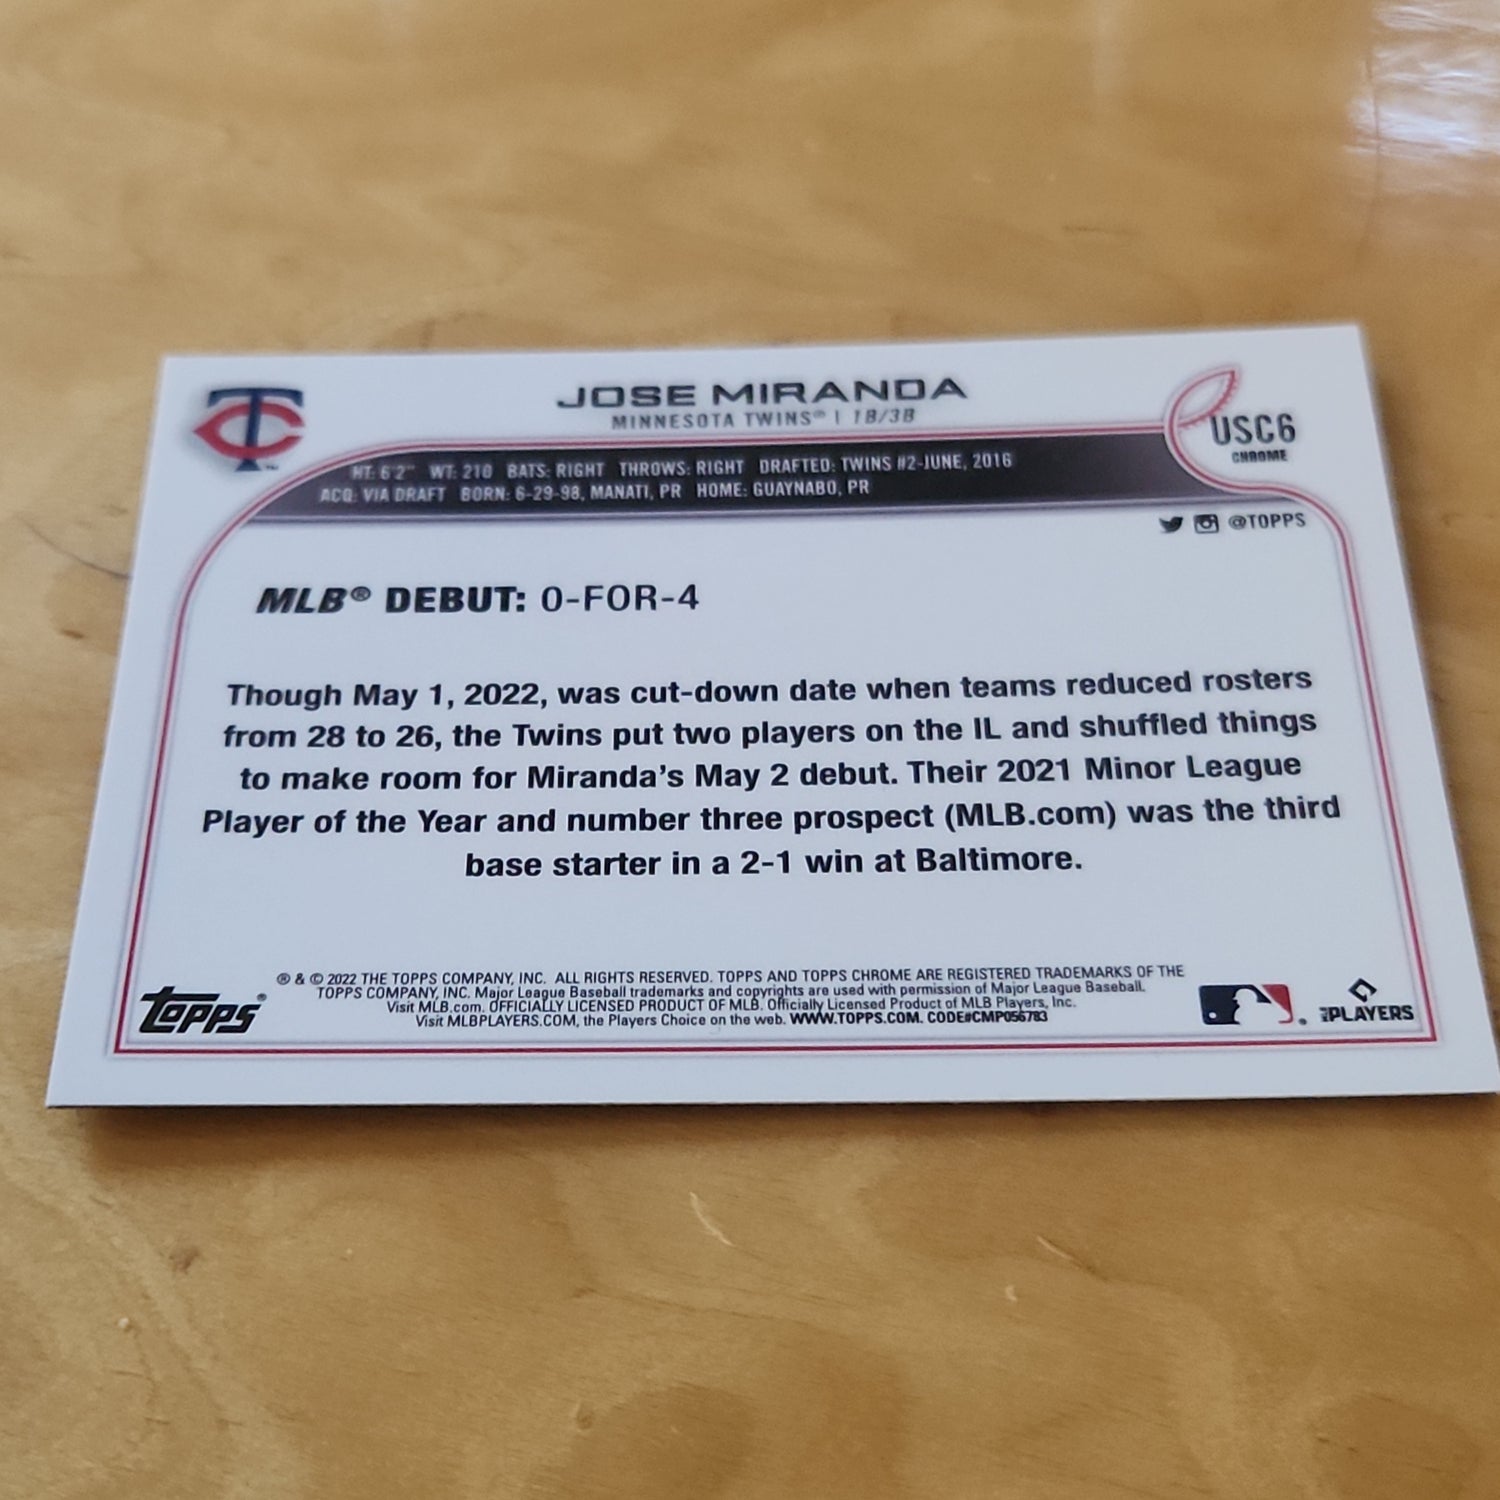 TC
JOSE MIRANDA
MINNESOTA TWINS® | 1B/3B
USC6
CHROME
HT: 6'2" WT: 210 BATS: RIGHT THROWS: RIGHT DRAFTED: TWINS #2-JUNE, 2016
ACQ: VIA DRAFT BORN: 6-29-98, MANATI, PR HOME: GUAYNABO, PR
@TOPPS
MLB® DEBUT: 0-FOR-4
Though May 1, 2022, was cut-down date when teams reduced rosters
from 28 to 26, the Twins put two players on the IL and shuffled things
to make room for Miranda's May 2 debut. Their 2021 Minor League
Player of the Year and number three prospect (MLB.com) was the third
base starter in a 2-1 win at Baltimore.
® & © 2022 THE TOPPS COMPANY, INC. ALL RIGHTS RESERVED. TOPPS AND TOPPS CHROME ARE REGISTERED TRADEMARKS OF THE
TOPPS COMPANY, INC. Major League Baseball trademarks and copyrights are used with permission of Major League Baseball.
Visit MLB.com. OFFICIALLY LICENSED PRODUCT OF MLB. Officially Licensed Product of MLB Players, Inc.
Visit MLBPLAYERS.COM, the Players Choice on the web. WWW.TOPPS.COM. CODE#CMP056783
TOPPS®
PLAYERS